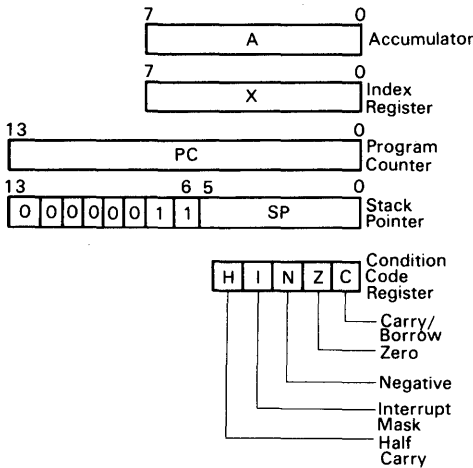 7 0
A Accumulator
7 0
X Index
Register
13 0
PC Program
Counter
13 6 5 0
0 0 0 0 0 0 1 1 SP Stack
Pointer
H I N Z C Condition
Code
Register
Carry/
Borrow
Zero
Negative
Interrupt
Mask
Half
Carry